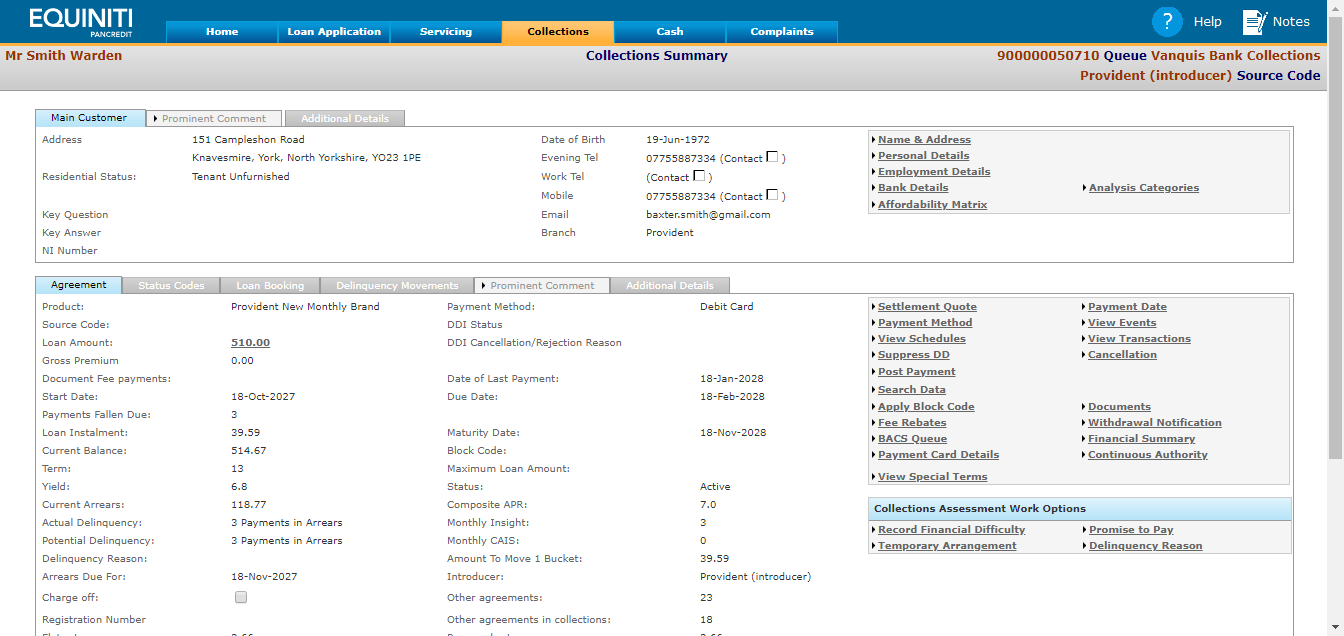 EQUINITI
PANCREDIT
Home
Loan Application
Servicing
Collections
Cash
Complaints
? Help
Notes
Mr Smith Warden
Collections Summary
900000050710 Queue Vanquis Bank Collections
Provident (introducer) Source Code
Main Customer
Prominent Comment
Additional Details
Address 151 Campleshon Road
Knavesmire, York, North Yorkshire, YO23 1PE
Residential Status: Tenant Unfurnished
Key Question
Key Answer
NI Number
Date of Birth 19-Jun-1972
Evening Tel 07755887334 (Contact )
Work Tel (Contact )
Mobile 07755887334 (Contact )
Email baxter.smith@gmail.com
Branch Provident
Name & Address
Personal Details
Employment Details
Bank Details
Analysis Categories
Affordability Matrix
Agreement
Status Codes
Loan Booking
Delinquency Movements
Prominent Comment
Additional Details
Product: Provident New Monthly Brand
Source Code:
Loan Amount: 510.00
Gross Premium 0.00
Document Fee payments:
Start Date: 18-Oct-2027
Payments Fallen Due: 3
Loan Instalment: 39.59
Current Balance: 514.67
Term: 13
Yield: 6.8
Current Arrears: 118.77
Actual Delinquency: 3 Payments in Arrears
Potential Delinquency: 3 Payments in Arrears
Delinquency Reason:
Arrears Due For: 18-Nov-2027
Charge off:
Registration Number
Payment Method: Debit Card
DDI Status
DDI Cancellation/Rejection Reason
Date of Last Payment: 18-Jan-2028
Due Date: 18-Feb-2028
Maturity Date: 18-Nov-2028
Block Code:
Maximum Loan Amount:
Status: Active
Composite APR: 7.0
Monthly Insight: 3
Monthly CAIS: 0
Amount To Move 1 Bucket: 39.59
Introducer: Provident (introducer)
Other agreements: 23
Other agreements in collections: 18
Settlement Quote
Payment Date
Payment Method
View Events
View Schedules
View Transactions
Suppress DD
Cancellation
Post Payment
Search Data
Apply Block Code
Documents
Fee Rebates
Withdrawal Notification
BACS Queue
Financial Summary
Payment Card Details
Continuous Authority
View Special Terms
Collections Assessment Work Options
Record Financial Difficulty
Promise to Pay
Temporary Arrangement
Delinquency Reason